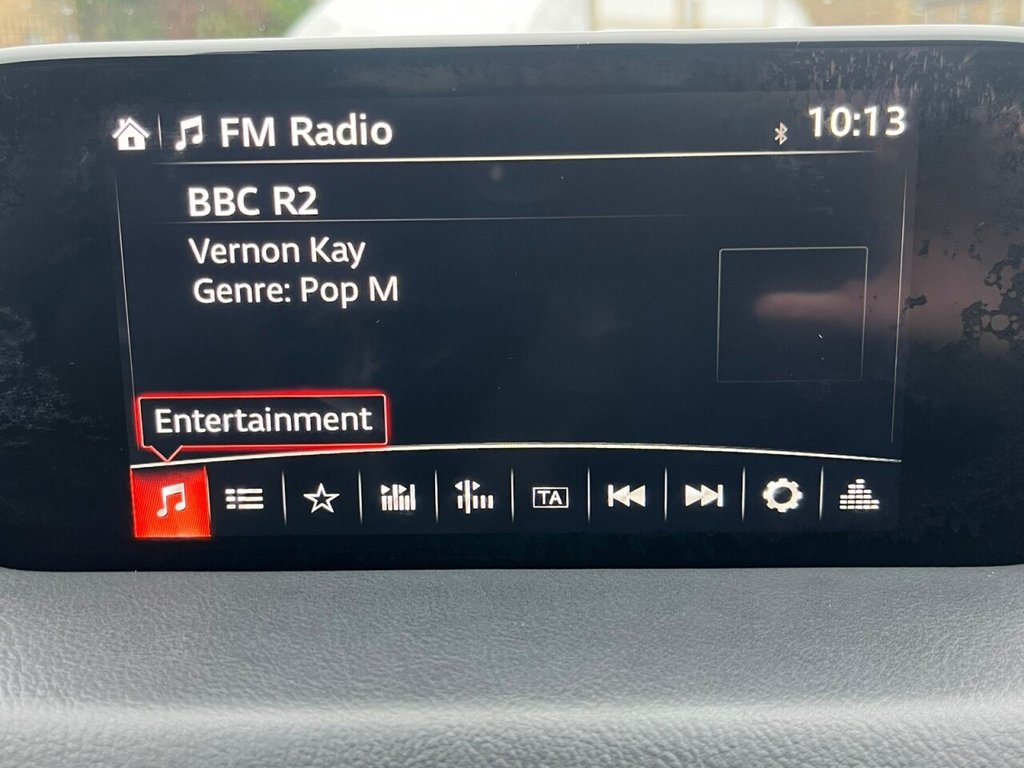 FM Radio
10:13
BBC R2
Vernon Kay
Genre: Pop M
Entertainment
TA